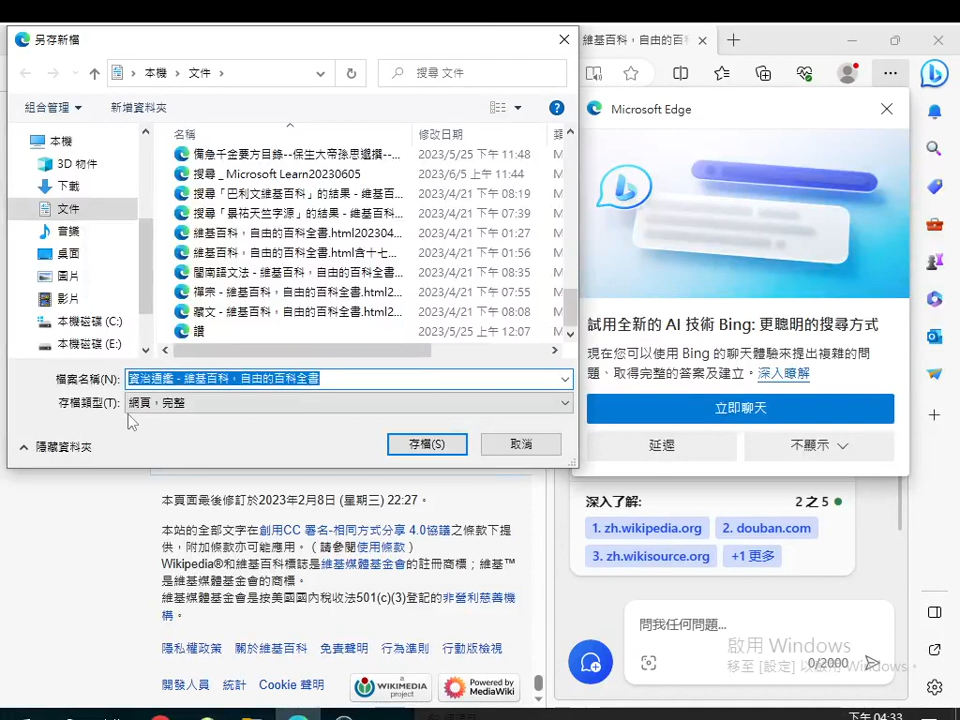 另存新檔
本機 › 文件 ›
搜尋 文件
組合管理
新增資料夾
名稱
修改日期
類
備急千金要方目錄--保生大帝孫思邈撰--...
2023/5/25 下午 11:48
M
搜尋 _ Microsoft Learn20230605
2023/6/5 上午 11:44
M
搜尋「巴利文維基百科」的結果 - 維基百...
2023/4/21 下午 08:19
M
搜尋「景祐天竺字源」的結果 - 維基百科...
2023/4/21 下午 07:39
M
維基百科,自由的百科全書.html202304...
2023/4/21 下午 01:27
M
維基百科,自由的百科全書.html含十七...
2023/4/21 下午 01:56
M
閩南語文法 - 維基百科,自由的百科全書...
2023/4/21 下午 08:35
M
禪宗 - 維基百科,自由的百科全書.html2...
2023/4/21 下午 07:55
M
贛文 - 維基百科,自由的百科全書.html2...
2023/4/21 下午 08:08
M
讃
2023/5/25 上午 12:07
M
本機
3D 物件
下載
文件
音樂
桌面
圖片
影片
本機磁碟 (C:)
本機磁碟 (E:)
檔案名稱(N):
資治通鑑 - 維基百科,自由的百科全書
存檔類型(T):
網頁,完整
隱藏資料夾
存檔(S)
取消
維基百科,自由的百
Microsoft Edge
試用全新的 AI 技術 Bing: 更聰明的搜尋方式
現在您可以使用 Bing 的聊天體驗來提出複雜的問
題、取得完整的答案及建立。深入瞭解
立即聊天
延遲
不顯示
本頁面最後修訂於2023年2月8日 (星期三) 22:27。
本站的全部文字在創用CC 署名-相同方式分享 4.0協議之條款下提
供,附加條款亦可能應用。(請參閱使用條款)
Wikipedia®和維基百科標誌是維基媒體基金會的註冊商標;維基™
是維基媒體基金會的商標。
維基媒體基金會是按美國國內稅收法501(c)(3)登記的非營利慈善機
構。
隱私權政策 關於維基百科 免責聲明 行為準則 行動版檢視
開發人員 統計 Cookie 聲明
a
WIKIMEDIA
project
Powered by
MediaWiki
深入了解:
2 之 5
1. zh.wikipedia.org
2. douban.com
3. zh.wikisource.org
+1 更多
問我任何問題...
0/2000
啟用 Windows
移至 [設定] 以啟用 Windows。
下午 04:33